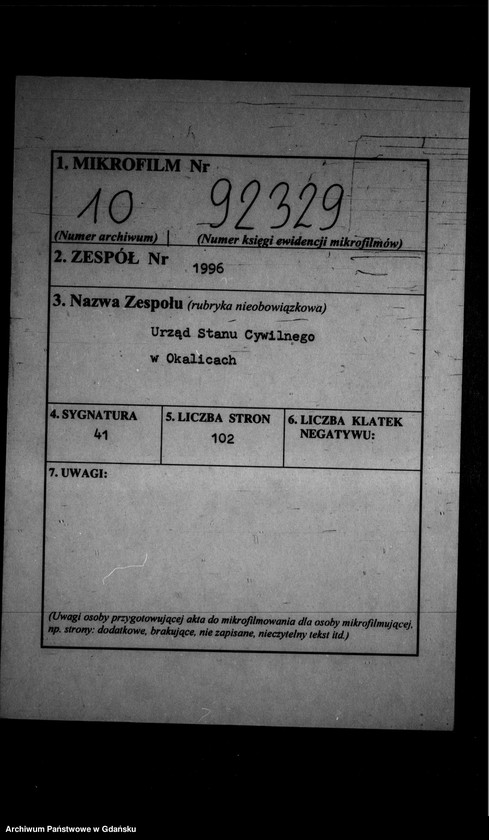 1. MIKROFILM Nr
10 92329
(Numer archiwum) (Numer księgi ewidencji mikrofilmów)
2. ZESPÓŁ Nr
1996
3. Nazwa Zespołu (rubryka nieobowiązkowa)
Urząd Stanu Cywilnego
w Okalicach
4. SYGNATURA 5. LICZBA STRON 6. LICZBA KLATEK
NEGATYWU:
41 102
7. UWAGI:
(Uwagi osoby przygotowującej akta do mikrofilmowania dla osoby mikrofilmującej,
np. strony: dodatkowe, brakujące, nie zapisane, nieczytelny tekst itd.)
Archiwum Państwowe w Gdańsku